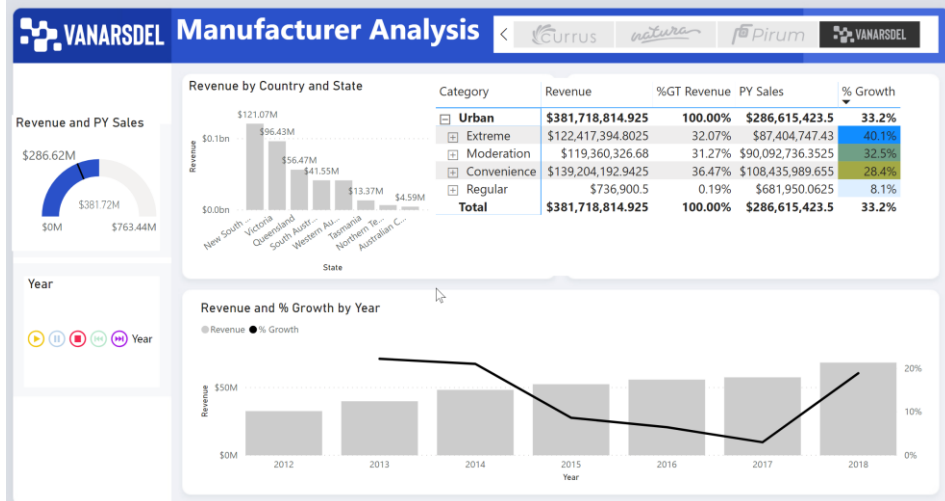 VANARSDEL Manufacturer Analysis
Currus natura Pirum VANARSDEL
Revenue and PY Sales
$286.62M
$381.72M
$0M $763.44M
Year
Year
Revenue by Country and State
Revenue
$0.1bn
$0.0bn
$121.07M
$96.43M
$56.47M
$41.55M
$13.37M
$4.59M
New South ...
Victoria
Queensland
South Austr...
Western Au...
Tasmania
Northern Te...
Australian C...
State
Category Revenue %GT Revenue PY Sales % Growth
Urban $381,718,814.925 100.00% $286,615,423.5 33.2%
Extreme $122,417,394.8025 32.07% $87,404,747.43 40.1%
Moderation $119,360,326.68 31.27% $90,092,736.3525 32.5%
Convenience $139,204,192.9425 36.47% $108,435,989.655 28.4%
Regular $736,900.5 0.19% $681,950.0625 8.1%
Total $381,718,814.925 100.00% $286,615,423.5 33.2%
Revenue and % Growth by Year
Revenue % Growth
Revenue
$50M
$0M
20%
10%
0%
2012 2013 2014 2015 2016 2017 2018
Year